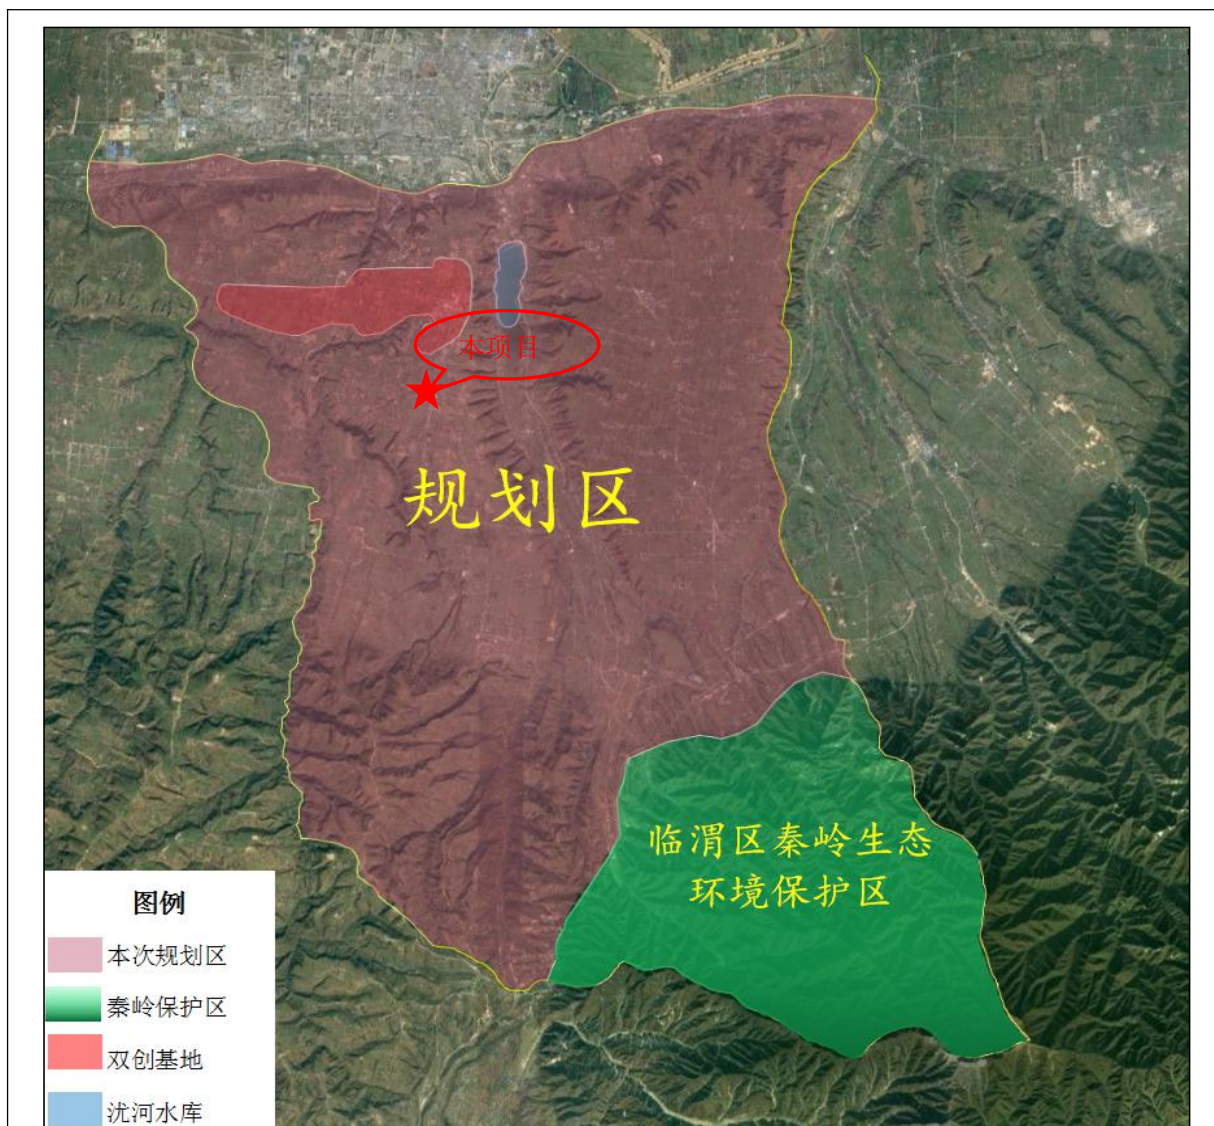 本项目
规划区
临渭区秦岭生态
环境保护区
图例
本次规划区
秦岭保护区
双创基地
沋河水库